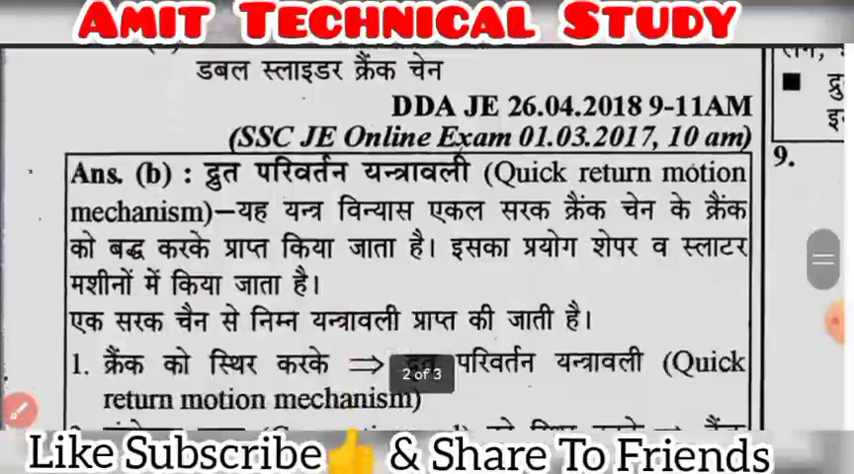 AMIT TECHNICAL STUDY
डबल स्लाइडर क्रैंक चेन
DDA JE 26.04.2018 9-11AM
(SSC JE Online Exam 01.03.2017, 10 am)
Ans. (b) : द्रुत परिवर्तन यन्त्रावली (Quick return motion
mechanism)–यह यन्त्र विन्यास एकल सरक क्रैंक चेन के क्रैंक
को बद्ध करके प्राप्त किया जाता है। इसका प्रयोग शेपर व स्लाटर
मशीनों में किया जाता है।
एक सरक चैन से निम्न यन्त्रावली प्राप्त की जाती है।
1. क्रैंक को स्थिर करके ⇒ द्रुत परिवर्तन यन्त्रावली (Quick
return motion mechanism)
2 of 3
■ द्रु
इ
9.
Like Subscribe👍 & Share To Friends